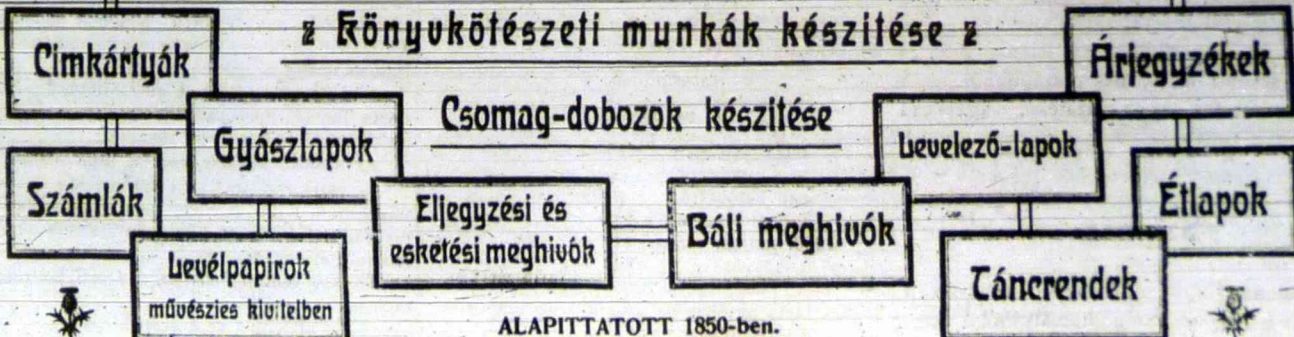 Könyvkötészeti munkák készitése
Csomag-dobozok készitése
Cimkártyák
Gyászlapok
Számlák
Levélpapirok
művészies kivitelben
Eljegyzési és
esketési meghivók
Báli meghivók
Levelező-lapok
Árjegyzékek
Étlapok
Táncrendek
ALAPITTATOTT 1850-ben.